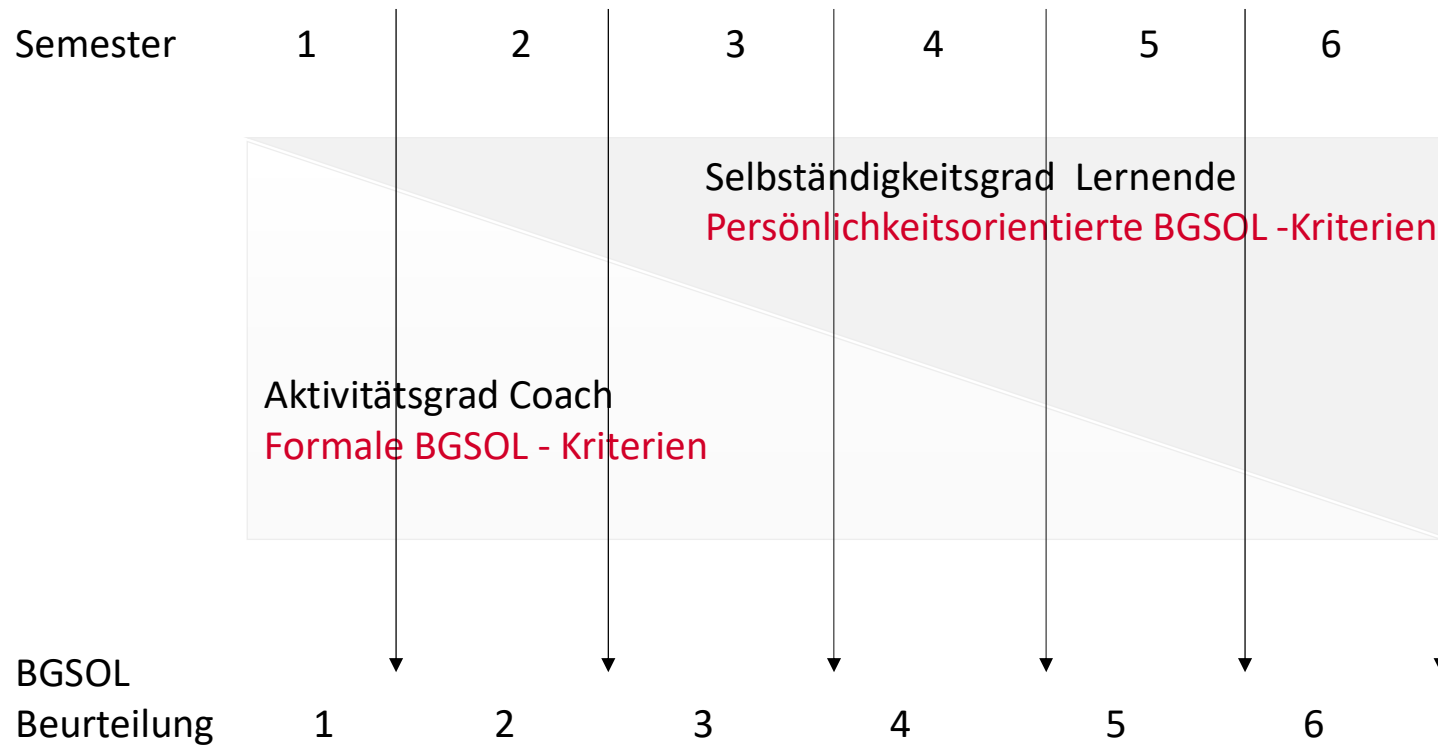 Semester 1 2 3 4 5 6
Selbständigkeitsgrad Lernende
Persönlichkeitsorientierte BGSOL -Kriterien
Aktivitätsgrad Coach
Formale BGSOL - Kriterien
BGSOL
Beurteilung 1 2 3 4 5 6